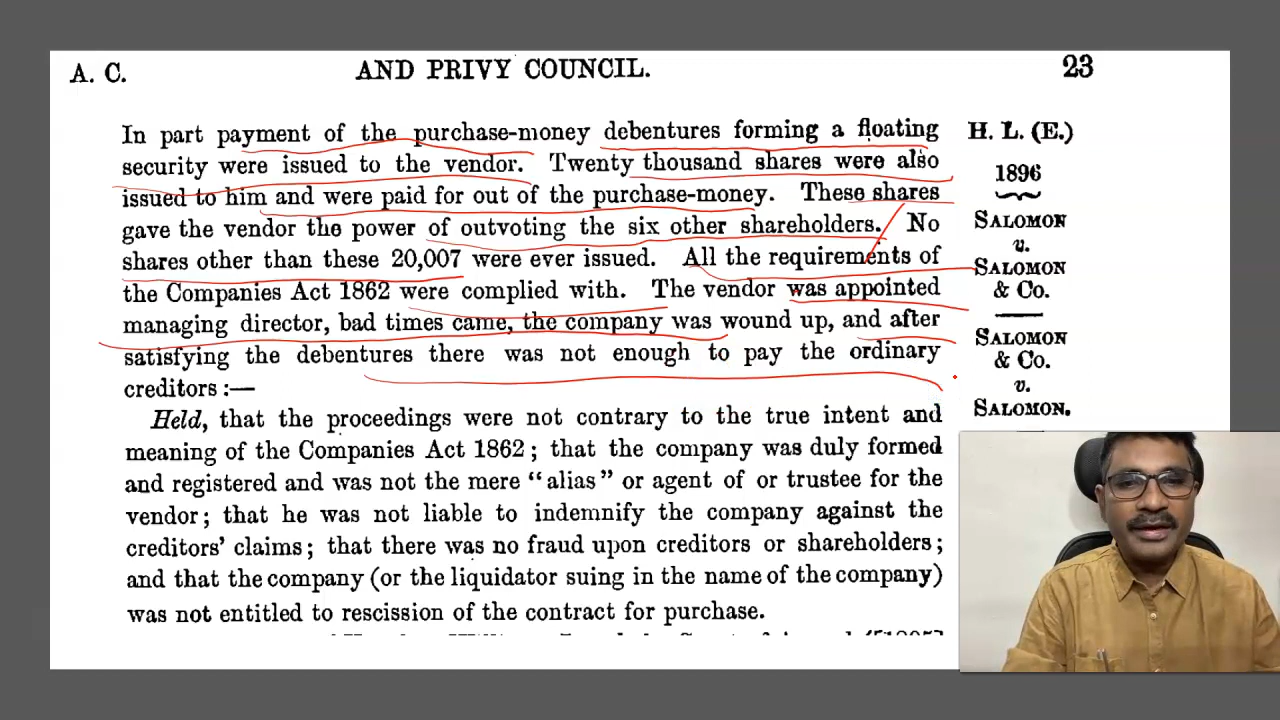 A. C.
AND PRIVY COUNCIL.
23
In part payment of the purchase-money debentures forming a floating
security were issued to the vendor. Twenty thousand shares were also
issued to him and were paid for out of the purchase-money. These shares
gave the vendor the power of outvoting the six other shareholders. No
shares other than these 20,007 were ever issued. All the requirements of
the Companies Act 1862 were complied with. The vendor was appointed
managing director, bad times came, the company was wound up, and after
satisfying the debentures there was not enough to pay the ordinary
creditors :—
Held, that the proceedings were not contrary to the true intent and
meaning of the Companies Act 1862 ; that the company was duly formed
and registered and was not the mere “alias” or agent of or trustee for the
vendor ; that he was not liable to indemnify the company against the
creditors’ claims ; that there was no fraud upon creditors or shareholders ;
and that the company (or the liquidator suing in the name of the company)
was not entitled to rescission of the contract for purchase.
H. L. (E.)
1896
SALOMON
v.
SALOMON
& CO.
SALOMON
& CO.
v.
SALOMON.